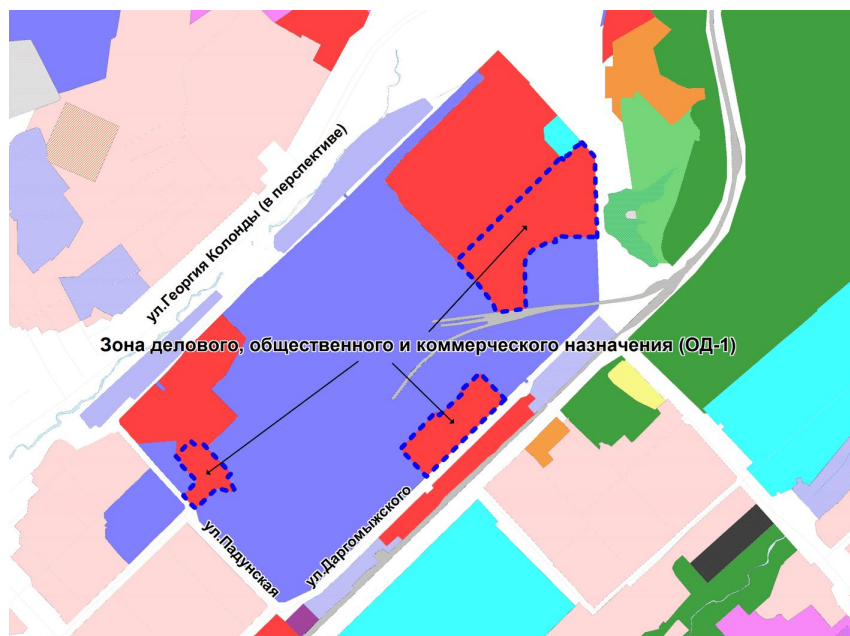 ул.Георгия Колонды (в перспективе)
Зона делового, общественного и коммерческого назначения (ОД-1)
ул.Падунская
ул.Даргомыжского